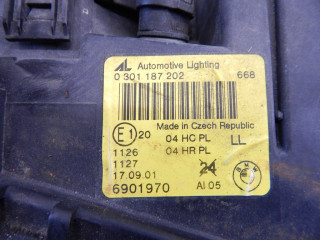 AL Automotive Lighting
0 301 187 202 668
Made in Czech Republic
E1 20 04 HC PL LL
1126 04 HR PL
1127
17.09.01 24
6901970 AI 05
BMW